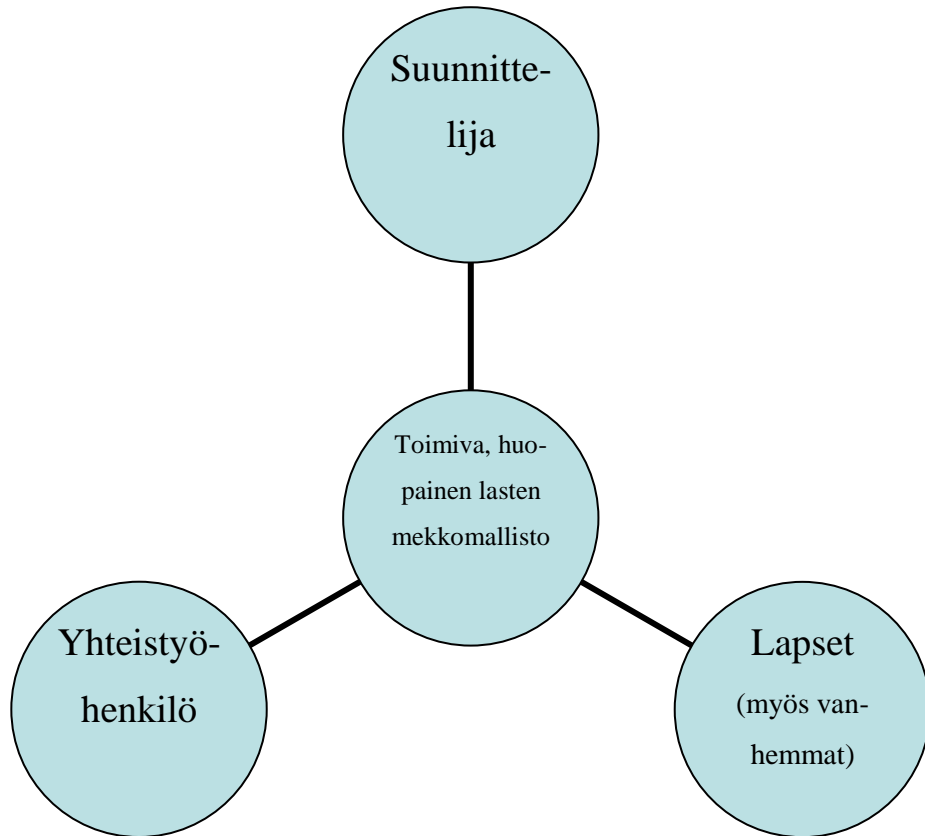 Suunnitte-
lija
Toimiva, huo-
painen lasten
mekkomallisto
Yhteistyö-
henkilö
Lapset
(myös van-
hemmat)